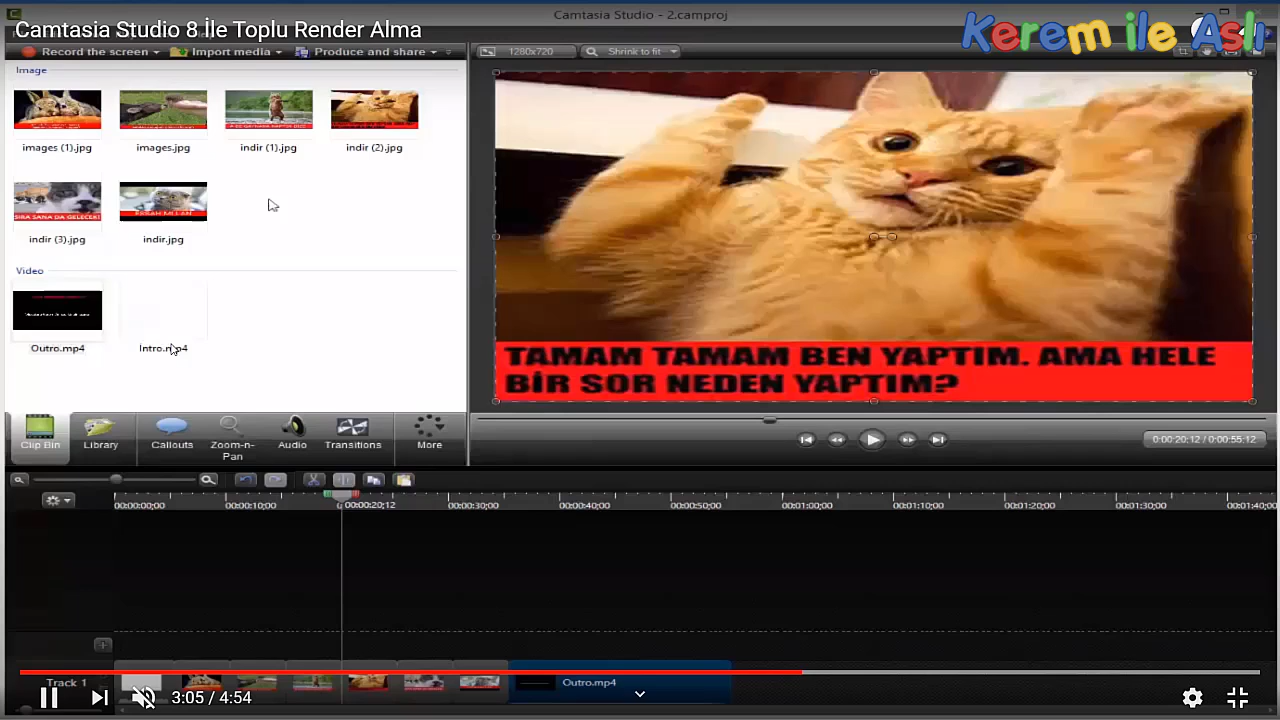 Camtasia Studio - 2.camproj
Camtasia Studio 8 İle Toplu Render Alma
Kerem ile Aslı
Record the screen
Import media
Produce and share
1280x720
Shrink to fit
Image
images (1).jpg
images.jpg
indir (1).jpg
indir (2).jpg
SIRA SANA DA GELECEK!
indir (3).jpg
indir.jpg
Video
Outro.mp4
Intro.mp4
TAMAM TAMAM BEN YAPTIM. AMA HELE
BİR SOR NEDEN YAPTIM?
Clip Bin
Library
Callouts
Zoom-n-
Pan
Audio
Transitions
More
0:00:20;12 / 0:00:55;12
00:00:00;00
00:00:10;00
00:00:20;12
00:00:30;00
00:00:40;00
00:00:50;00
00:01:00;00
00:01:10;00
00:01:20;00
00:01:30;00
00:01:40;00
Track 1
Outro.mp4
3:05 / 4:54